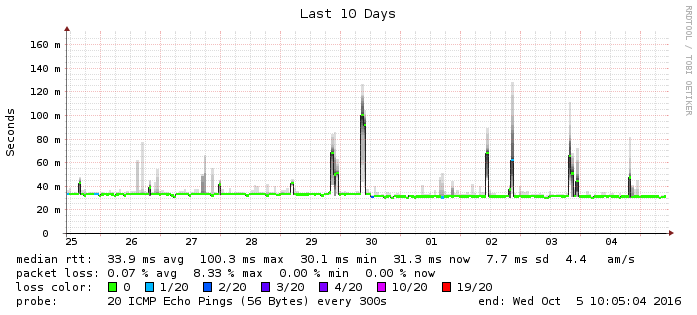 Last 10 Days
RRDTOOL / TOBI OETIKER
Seconds
160 m
140 m
120 m
100 m
80 m
60 m
40 m
20 m
0
25 26 27 28 29 30 01 02 03 04
median rtt: 33.9 ms avg 100.3 ms max 30.1 ms min 31.3 ms now 7.7 ms sd 4.4 am/s
packet loss: 0.07 % avg 8.33 % max 0.00 % min 0.00 % now
loss color: 0 1/20 2/20 3/20 4/20 10/20 19/20
probe: 20 ICMP Echo Pings (56 Bytes) every 300s end: Wed Oct 5 10:05:04 2016